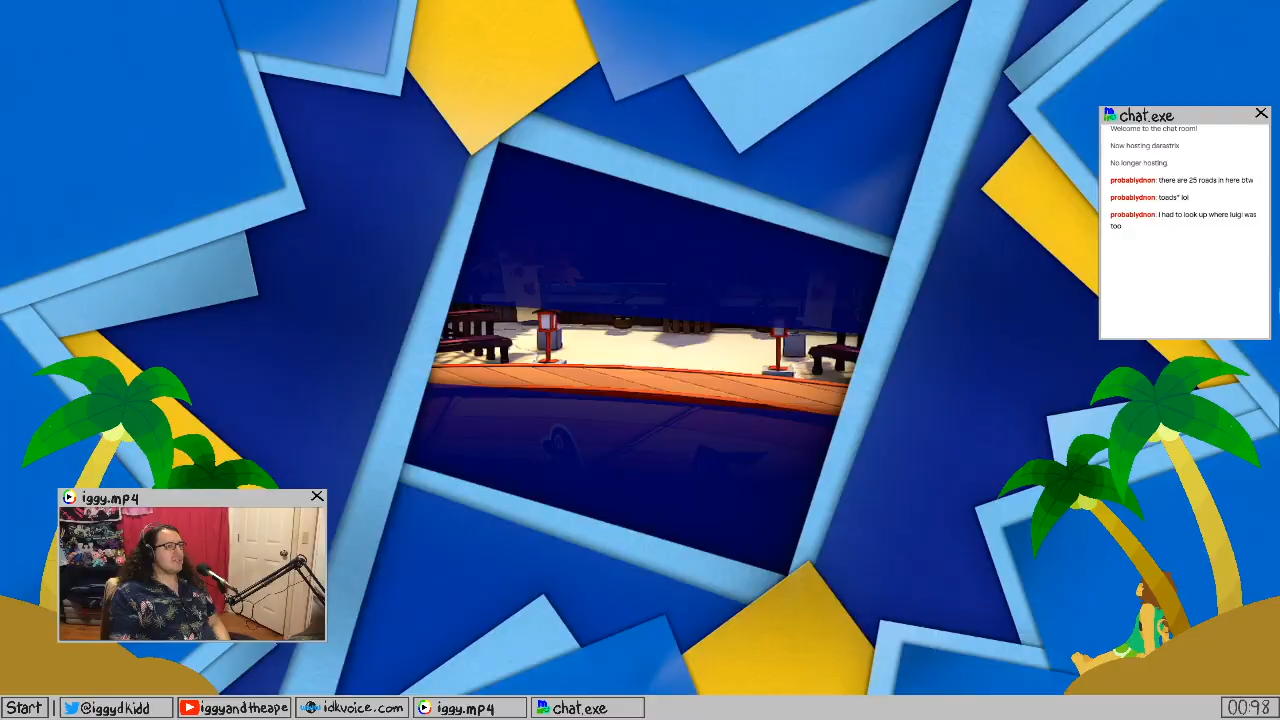 chat.exe
Welcome to the chat room!
Now hosting darastrix
No longer hosting.
probablydnon: there are 25 roads in here btw
probablydnon: toads* lol
probablydnon: I had to look up where luigi was
too
iggy.mp4
Start | @iggydkidd iggyandtheape www idkvoice.com iggy.mp4 chat.exe 00:98